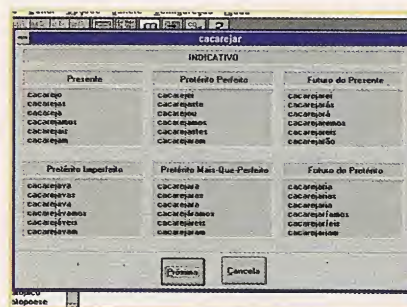 cacarejar
INDICATIVO
Presente
cacarejo
cacarejas
cacareja
cacarejamos
cacarejais
cacarejam
Pretérito Perfeito
cacarejei
cacarejaste
cacarejou
cacarejamos
cacarejastes
cacarejaram
Futuro do Presente
cacarejarei
cacarejarás
cacarejará
cacarejaremos
cacarejareis
cacarejarão
Pretérito Imperfeito
cacarejava
cacarejavas
cacarejava
cacarejávamos
cacarejáveis
cacarejavam
Pretérito Mais-Que-Perfeito
cacarejara
cacarejaras
cacarejara
cacarejáramos
cacarejáreis
cacarejaram
Futuro do Pretérito
cacarejaria
cacarejarias
cacarejaria
cacarejaríamos
cacarejaríeis
cacarejariam
Próximo
Cancela